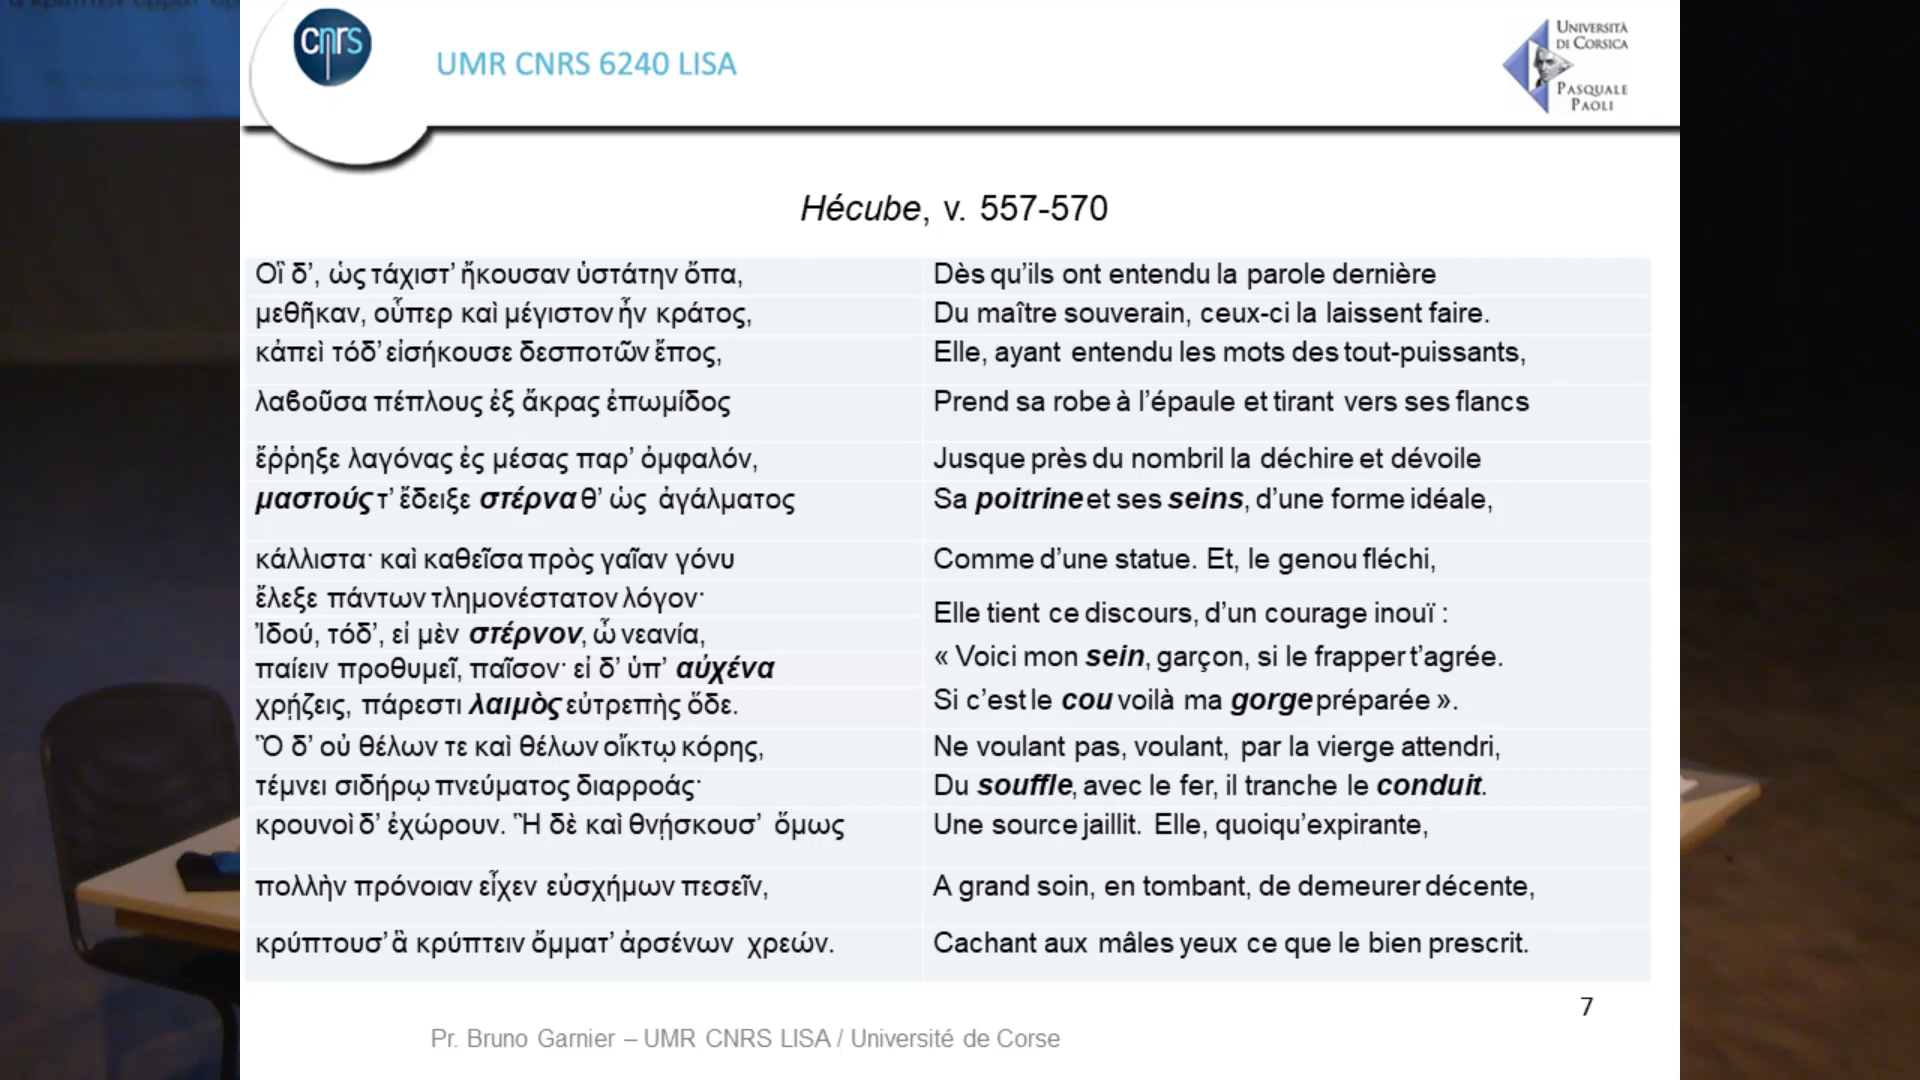 cnrs
UMR CNRS 6240 LISA
UNIVERSITÀ
DI CORSICA
PASQUALE
PAOLI
Hécube, v. 557-570
Οἳ δ’, ὡς τάχιστ’ ἤκουσαν ὑστάτην ὄπα,
Dès qu’ils ont entendu la parole dernière
μεθῆκαν, οὗπερ καὶ μέγιστον ἦν κράτος,
Du maître souverain, ceux-ci la laissent faire.
κἀπεὶ τόδ’ εἰσήκουσε δεσποτῶν ἔπος,
Elle, ayant entendu les mots des tout-puissants,
λαϐοῦσα πέπλους ἐξ ἄκρας ἐπωμίδος
Prend sa robe à l’épaule et tirant vers ses flancs
ἔῤῥηξε λαγόνας ἐς μέσας παρ’ ὀμφαλόν,
Jusque près du nombril la déchire et dévoile
μαστούς τ’ ἔδειξε στέρνα θ’ ὡς ἀγάλματος
Sa poitrine et ses seins, d’une forme idéale,
κάλλιστα· καὶ καθεῖσα πρὸς γαῖαν γόνυ
Comme d’une statue. Et, le genou fléchi,
ἔλεξε πάντων τλημονέστατον λόγον·
Elle tient ce discours, d’un courage inouï :
Ἰδού, τόδ’, εἰ μὲν στέρνον, ὦ νεανία,
« Voici mon sein, garçon, si le frapper t’agrée.
παίειν προθυμεῖ, παῖσον· εἰ δ’ ὑπ’ αὐχένα
χρῄζεις, πάρεστι λαιμὸς εὐτρεπὴς ὅδε.
Si c’est le cou voilà ma gorge préparée ».
Ὃ δ’ οὐ θέλων τε καὶ θέλων οἴκτῳ κόρης,
Ne voulant pas, voulant, par la vierge attendri,
τέμνει σιδήρῳ πνεύματος διαρροάς·
Du souffle, avec le fer, il tranche le conduit.
κρουνοὶ δ’ ἐχώρουν. Ἣ δὲ καὶ θνῄσκουσ’ ὅμως
Une source jaillit. Elle, quoiqu’expirante,
πολλὴν πρόνοιαν εἶχεν εὐσχήμων πεσεῖν,
A grand soin, en tombant, de demeurer décente,
κρύπτουσ’ ἃ κρύπτειν ὄμματ’ ἀρσένων χρεών.
Cachant aux mâles yeux ce que le bien prescrit.
7
Pr. Bruno Garnier – UMR CNRS LISA / Université de Corse